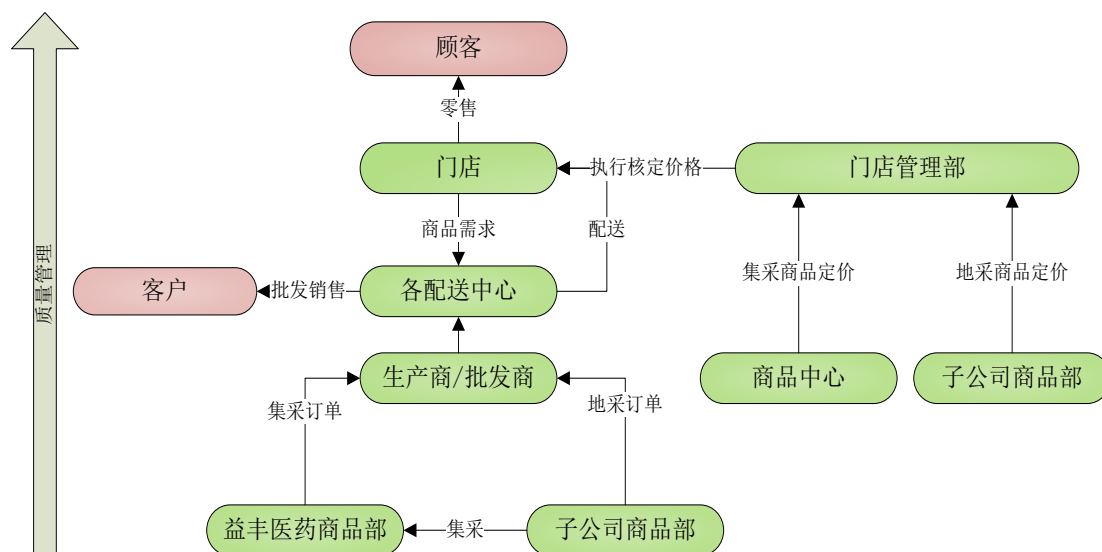 顾客
零售
门店
执行核定价格
门店管理部
商品需求
配送
质量管理
客户
批发销售
各配送中心
集采商品定价
地采商品定价
生产商/批发商
商品中心
子公司商品部
集采订单
地采订单
益丰医药商品部
集采
子公司商品部